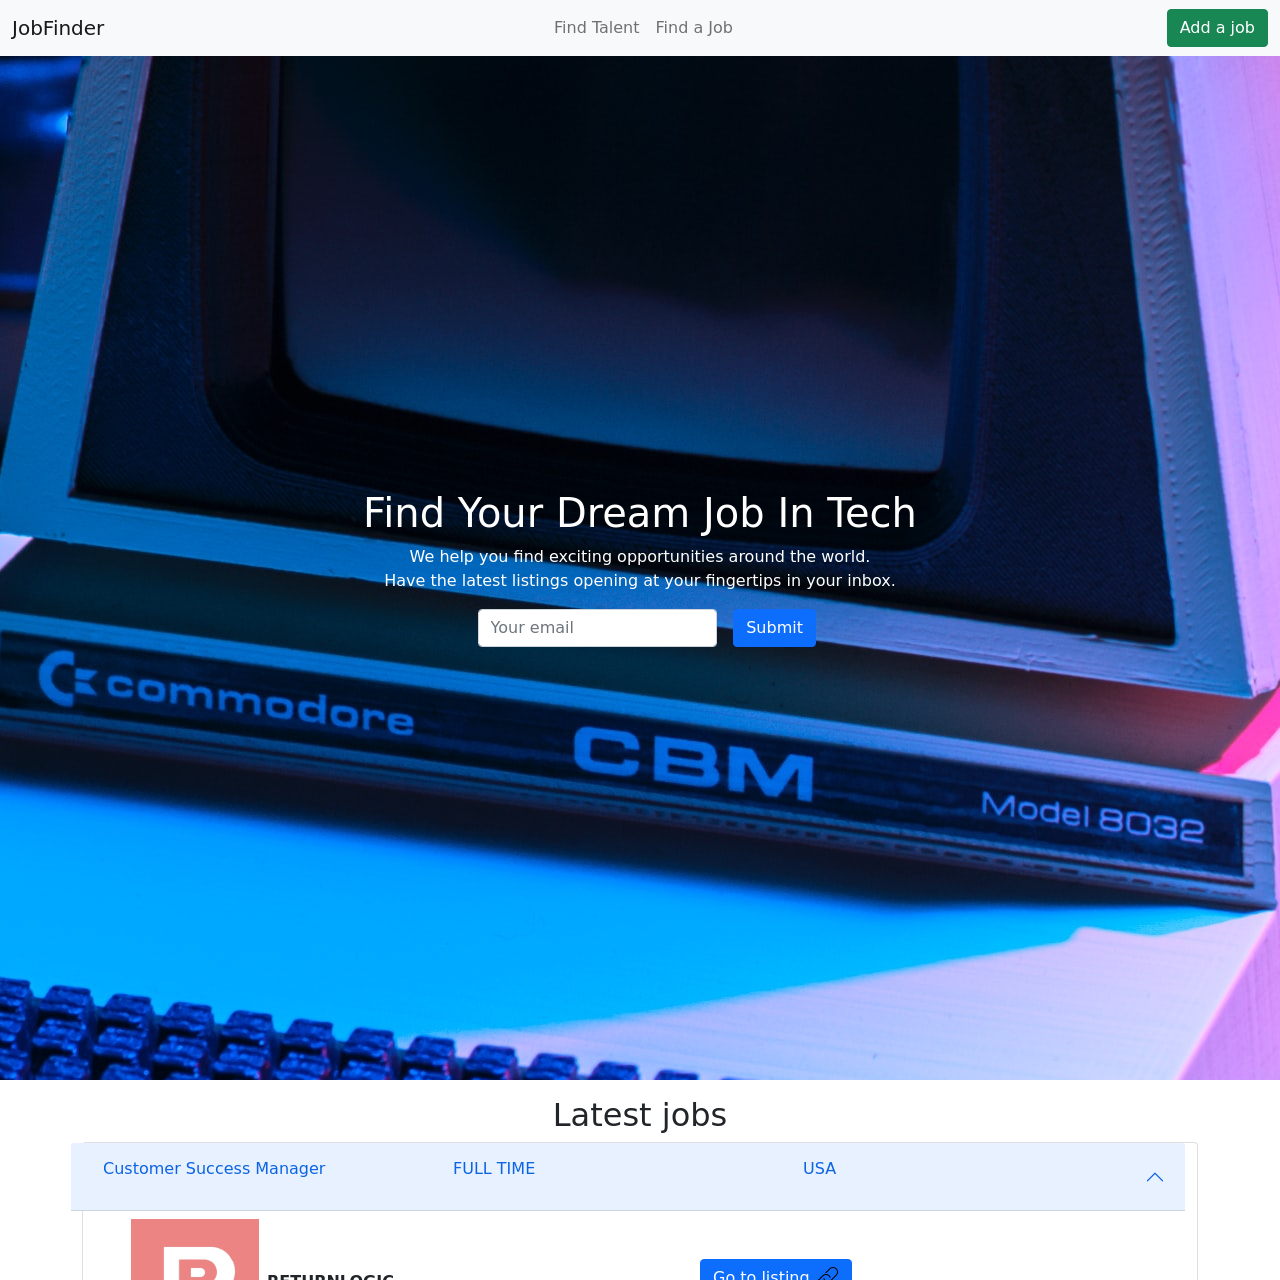 JobFinder
Find Talent
Find a Job
Add a job
Find Your Dream Job In Tech
We help you find exciting opportunities around the world.
Have the latest listings opening at your fingertips in your inbox.
Your email
Submit
commodore
CBM
Model 8032
Latest jobs
Customer Success Manager
FULL TIME
USA
RETURNLOGIC
Go to listing